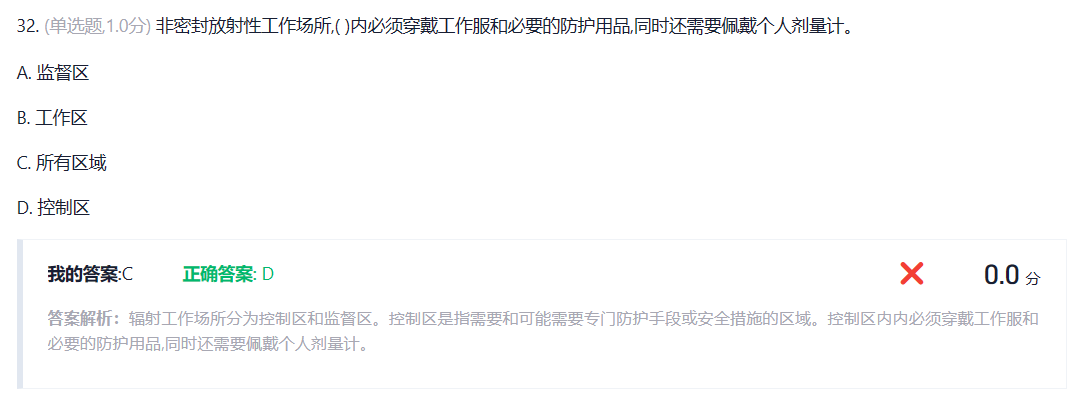 32. (单选题,1.0分) 非密封放射性工作场所,( )内必须穿戴工作服和必要的防护用品,同时还需要佩戴个人剂量计。
A. 监督区
B. 工作区
C. 所有区域
D. 控制区
我的答案:C 正确答案: D 0.0 分
答案解析：辐射工作场所分为控制区和监督区。控制区是指需要和可能需要专门防护手段或安全措施的区域。控制区内内必须穿戴工作服和
必要的防护用品,同时还需要佩戴个人剂量计。